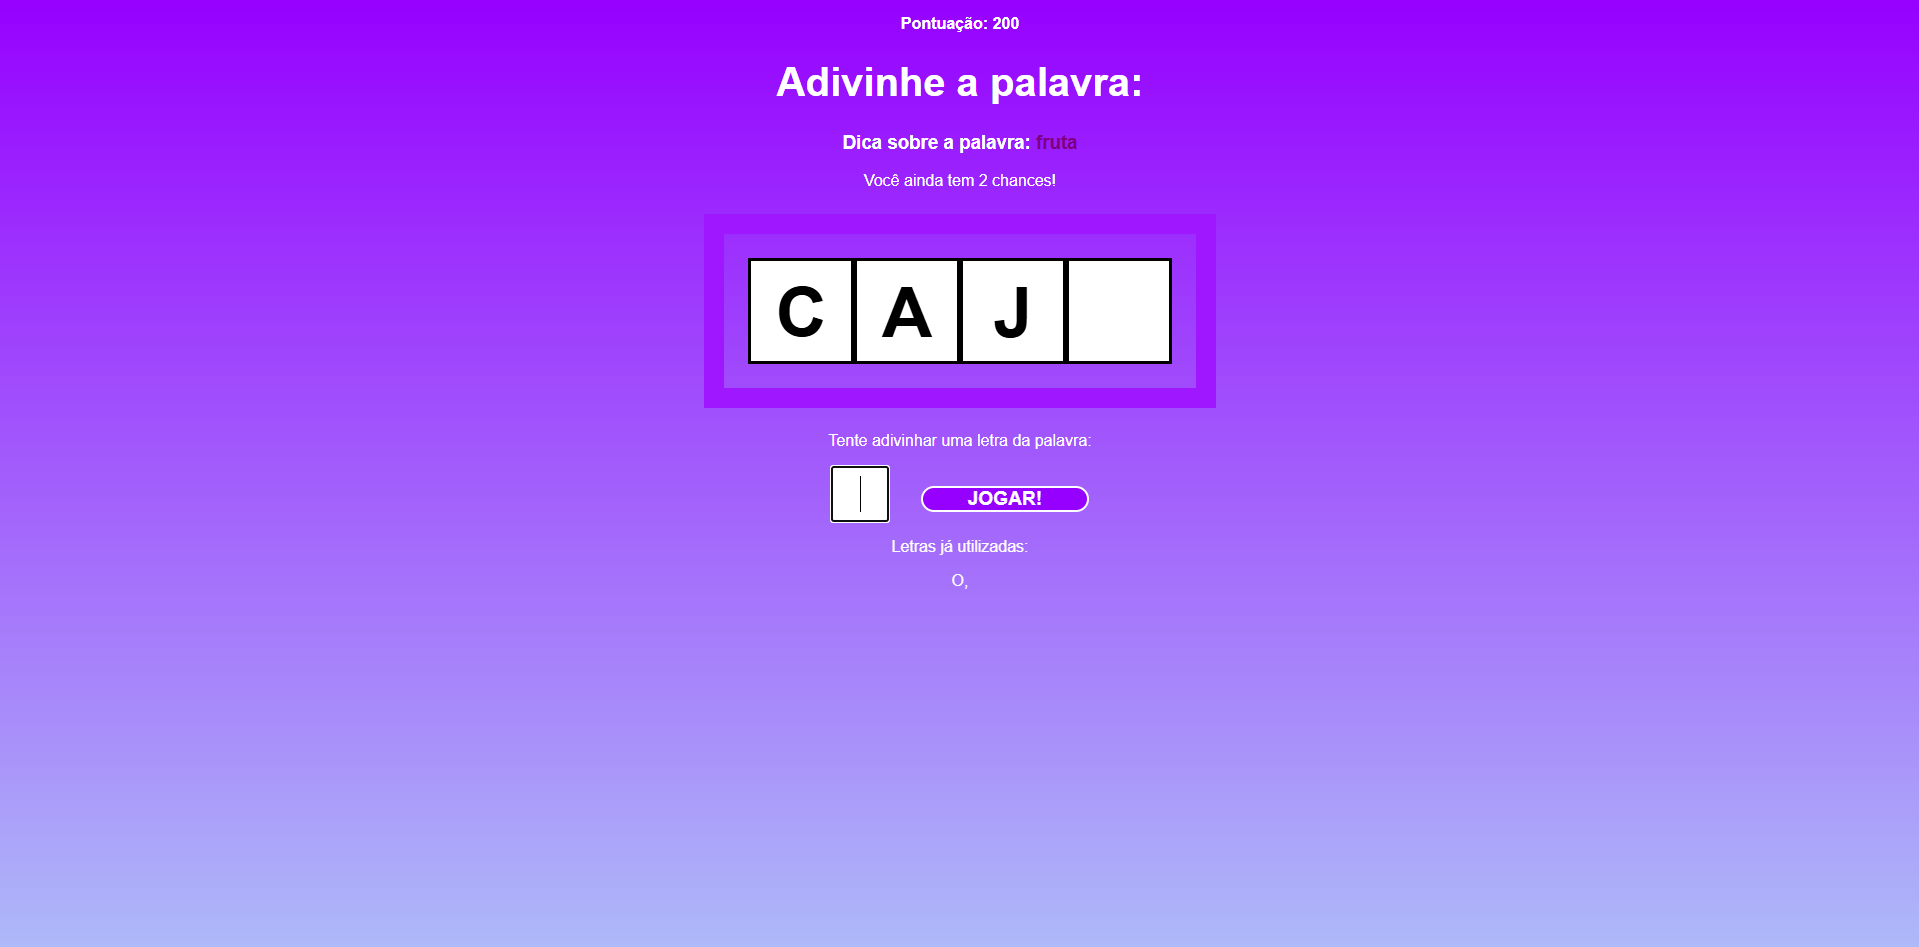 Pontuação: 200
Adivinhe a palavra:
Dica sobre a palavra: fruta
Você ainda tem 2 chances!
C A J
Tente adivinhar uma letra da palavra:
JOGAR!
Letras já utilizadas:
O,